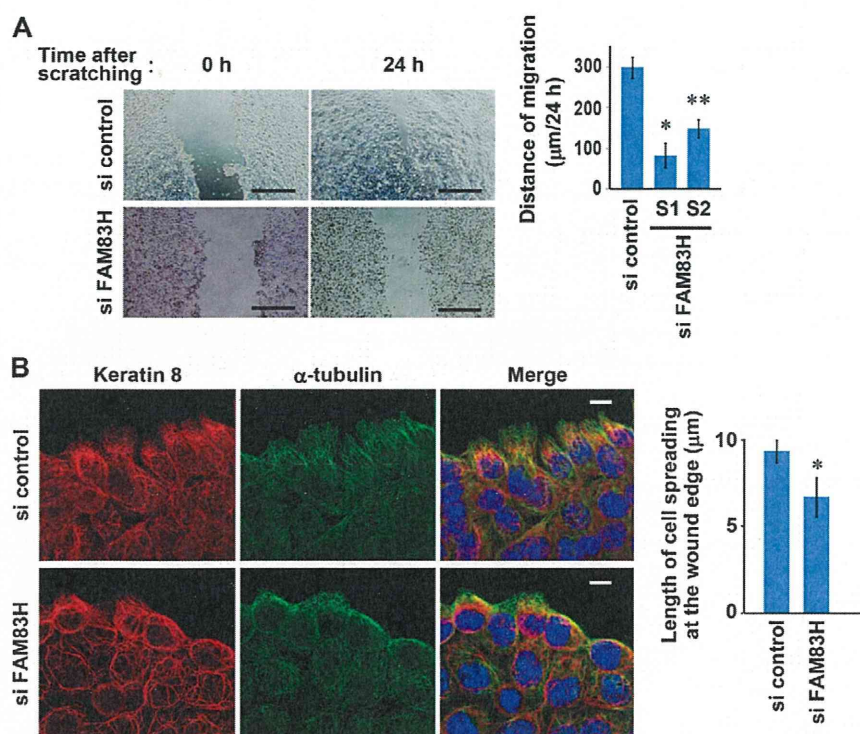 A
Time after
scratching :
0 h
24 h
si control
si FAM83H
Distance of migration
(μm/24 h)
300
200
100
0
*
**
S1
S2
si control
si FAM83H
B
Keratin 8
α-tubulin
Merge
si
control
si FAM83H
Length of cell spreading
at the wound edge (μm)
10
5
0
*
si control
si FAM83H